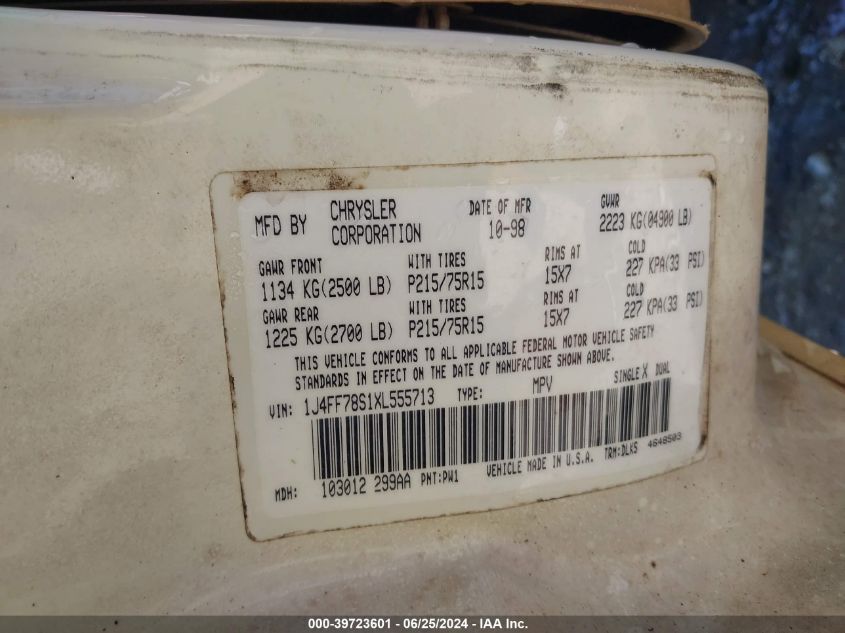 MFD BY CHRYSLER CORPORATION DATE OF MFR 10-98 GVWR 2223 KG(04900 LB)
GAWR FRONT WITH TIRES RIMS AT COLD
1134 KG(2500 LB) P215/75R15 15X7 227 KPA(33 PSI)
GAWR REAR WITH TIRES RIMS AT COLD
1225 KG(2700 LB) P215/75R15 15X7 227 KPA(33 PSI)
THIS VEHICLE CONFORMS TO ALL APPLICABLE FEDERAL MOTOR VEHICLE SAFETY
STANDARDS IN EFFECT ON THE DATE OF MANUFACTURE SHOWN ABOVE.
VIN: 1J4FF78S1XL555713 TYPE: MPV SINGLE X DUAL
MDH: 103012 299AA PNT:PW1 VEHICLE MADE IN U.S.A. TRM:DLK5 4648503
000-39723601 - 06/25/2024 - IAA Inc.